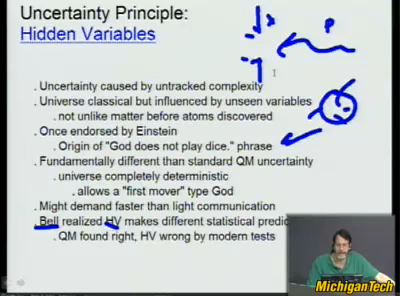 Uncertainty Principle:
Hidden Variables
. Uncertainty caused by untracked complexity
. Universe classical but influenced by unseen variables
. not unlike matter before atoms discovered
. Once endorsed by Einstein
. Origin of "God does not play dice." phrase
. Fundamentally different than standard QM uncertainty
. universe completely deterministic
. allows a "first mover" type God
. Might demand faster than light communication
. Bell realized HV makes different statistical predic
. QM found right, HV wrong by modern tests
MichiganTech